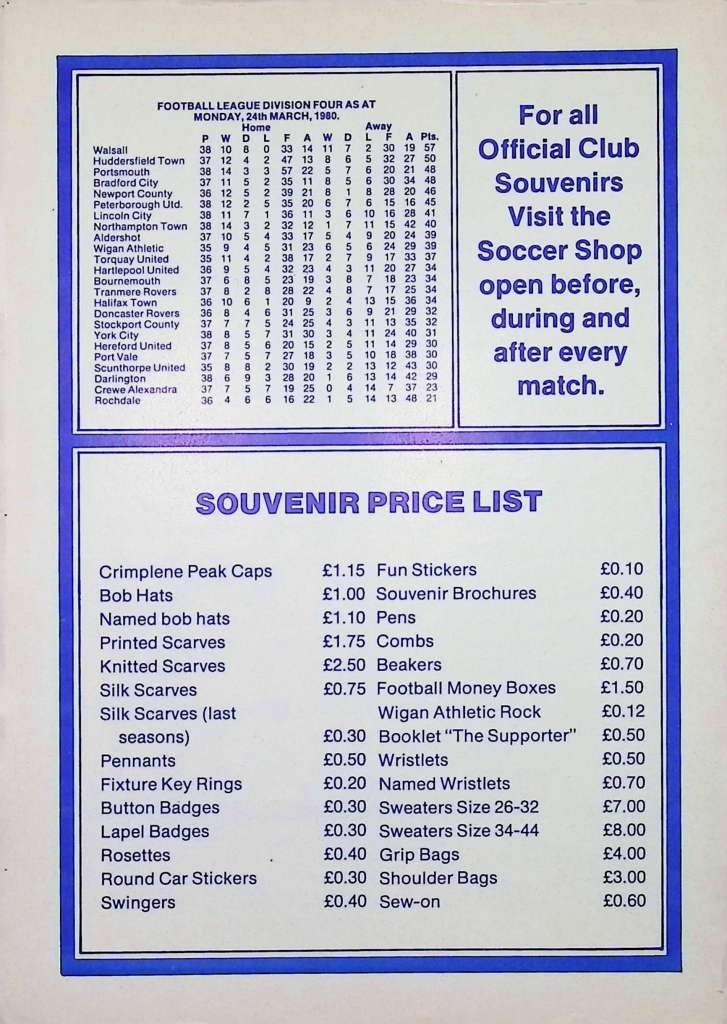 FOOTBALL LEAGUE DIVISION FOUR AS AT
MONDAY, 24th MARCH, 1980.
Home Away
P W D L F A W D L F A Pts.
Walsall 38 10 8 0 33 14 11 7 2 30 19 57
Huddersfield Town 37 12 4 2 47 13 8 6 5 32 27 50
Portsmouth 38 14 3 3 57 22 5 7 6 20 21 48
Bradford City 37 11 5 2 35 11 8 5 6 30 34 48
Newport County 36 12 5 2 39 21 8 1 8 28 20 46
Peterborough Utd. 38 12 2 5 35 20 6 7 6 15 16 45
Lincoln City 38 11 7 1 36 11 3 6 10 16 28 41
Northampton Town 38 14 3 2 32 12 1 7 11 15 42 40
Aldershot 37 10 5 4 33 17 5 4 9 20 24 39
Wigan Athletic 35 9 4 5 31 23 6 5 6 24 29 39
Torquay United 35 11 4 2 38 17 2 7 9 17 33 37
Hartlepool United 36 9 5 4 32 23 4 3 11 20 27 34
Bournemouth 37 6 8 5 23 19 3 8 7 18 23 34
Tranmere Rovers 37 8 2 8 28 22 4 8 7 17 25 34
Halifax Town 36 10 6 1 20 9 2 4 13 15 36 34
Doncaster Rovers 36 8 4 6 31 25 3 6 9 21 29 32
Stockport County 37 7 7 5 24 25 4 3 11 13 35 32
York City 38 8 5 7 31 30 3 4 11 24 40 31
Hereford United 37 8 5 6 20 15 2 5 11 14 29 30
Port Vale 37 7 5 7 27 18 3 5 10 18 38 30
Scunthorpe United 35 8 8 2 30 19 2 2 13 12 43 30
Darlington 38 6 9 3 28 20 1 6 13 14 42 29
Crewe Alexandra 37 7 5 7 19 25 0 4 14 7 37 23
Rochdale 36 4 6 6 16 22 1 5 14 13 48 21
For all
Official Club
Souvenirs
Visit the
Soccer Shop
open before,
during and
after every
match.
SOUVENIR PRICE LIST
Crimplene Peak Caps £1.15
Bob Hats £1.00
Named bob hats £1.10
Printed Scarves £1.75
Knitted Scarves £2.50
Silk Scarves £0.75
Silk Scarves (last
seasons) £0.30
Pennants £0.50
Fixture Key Rings £0.20
Button Badges £0.30
Lapel Badges £0.30
Rosettes £0.40
Round Car Stickers £0.30
Swingers £0.40
Fun Stickers £0.10
Souvenir Brochures £0.40
Pens £0.20
Combs £0.20
Beakers £0.70
Football Money Boxes £1.50
Wigan Athletic Rock £0.12
Booklet "The Supporter" £0.50
Wristlets £0.50
Named Wristlets £0.70
Sweaters Size 26-32 £7.00
Sweaters Size 34-44 £8.00
Grip Bags £4.00
Shoulder Bags £3.00
Sew-on £0.60